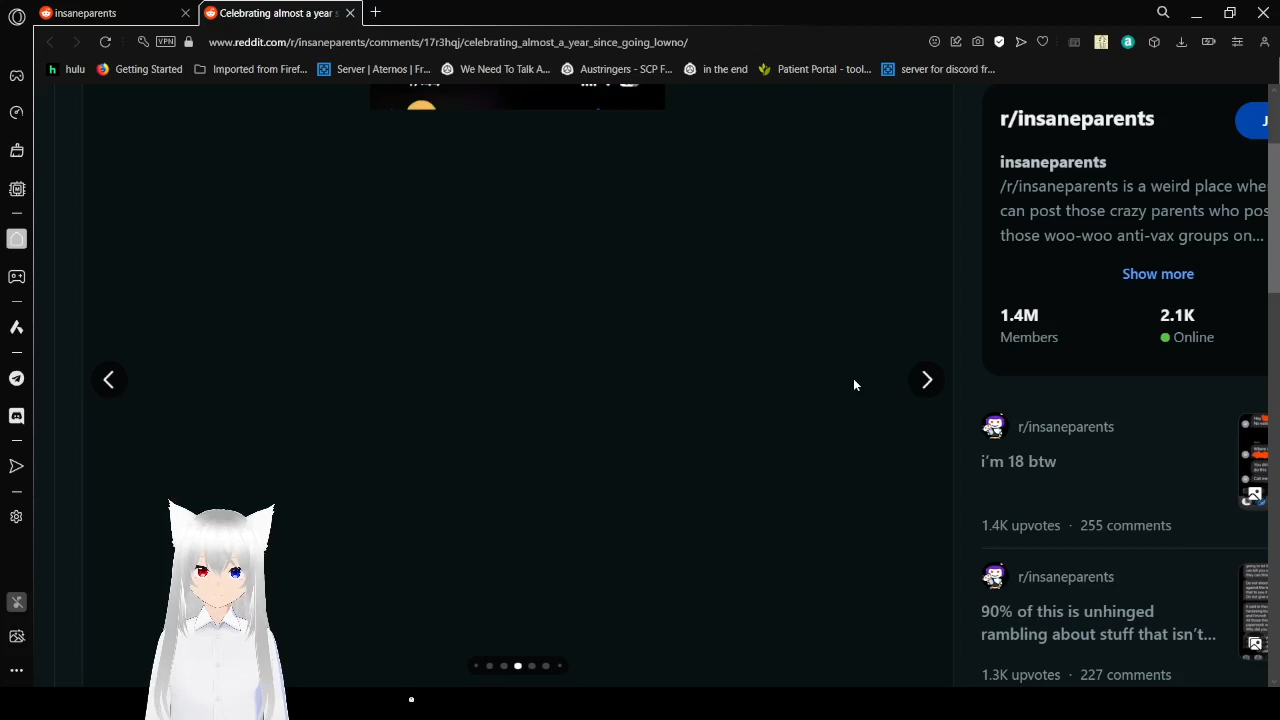 insaneparents
Celebrating almost a year s
VPN
www.reddit.com/r/insaneparents/comments/17r3hqj/celebrating_almost_a_year_since_going_lowno/
hulu
Getting Started
Imported from Firef...
Server | Aternos | Fr...
We Need To Talk A...
Austringers - SCP F...
in the end
Patient Portal - tool...
server for discord fr...
r/insaneparents
J
insaneparents
/r/insaneparents is a weird place whe
can post those crazy parents who pos
those woo-woo anti-vax groups on...
Show more
1.4M
2.1K
Members
Online
r/insaneparents
i'm 18 btw
1.4K upvotes · 255 comments
r/insaneparents
90% of this is unhinged
rambling about stuff that isn't...
1.3K upvotes · 227 comments